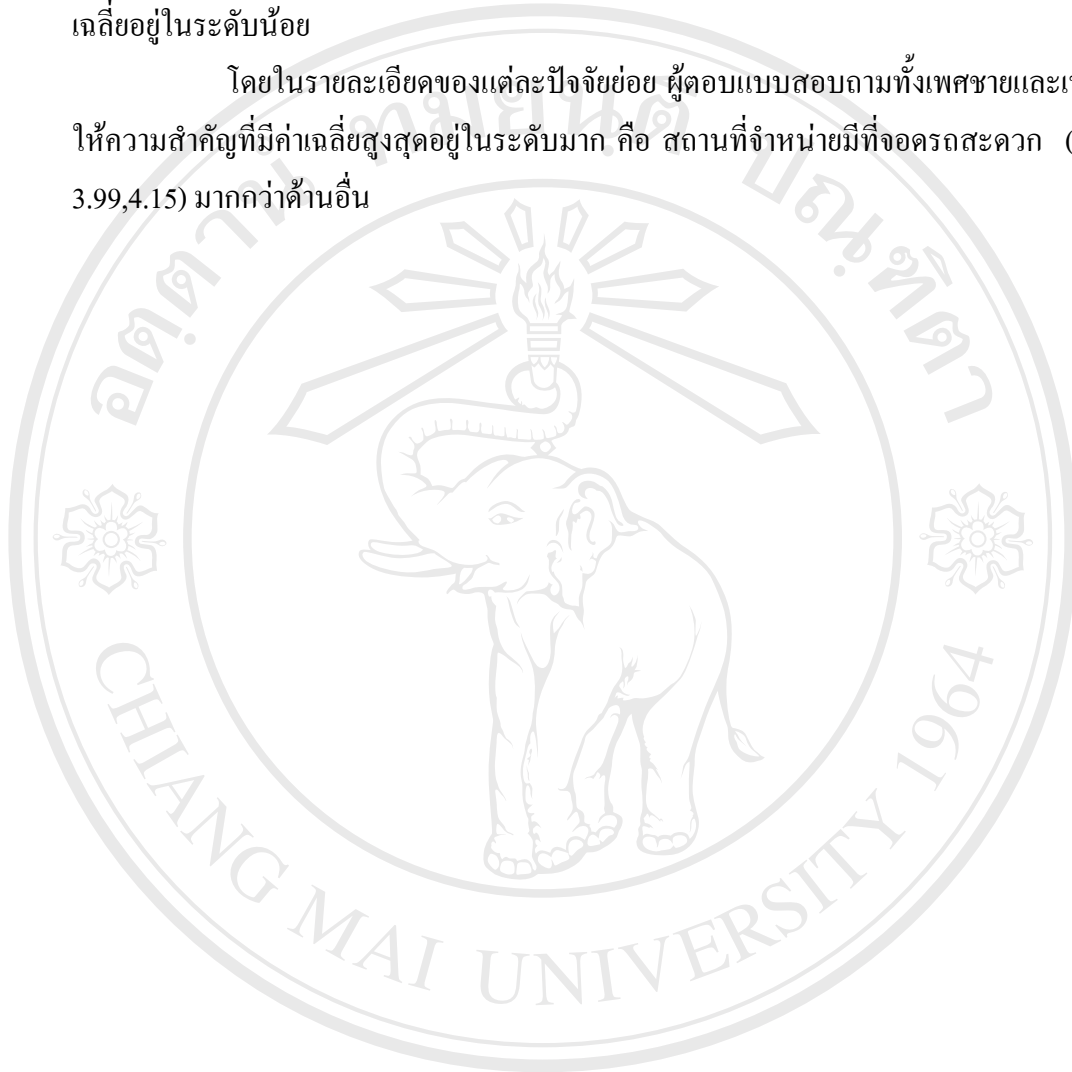 เฉลี่ยอยู่ในระดับน้อย
โดยในรายละเอียดของแต่ละปัจจัยย่อย ผู้ตอบแบบสอบถามทั้งเพศชายและเ
ให้ความสำคัญที่มีค่าเฉลี่ยสูงสุดอยู่ในระดับมาก คือ สถานที่จำหน่ายมีที่จอดรถสะดวก (
3.99,4.15) มากกว่าด้านอื่น
CHIANG MAI UNIVERSITY 1964